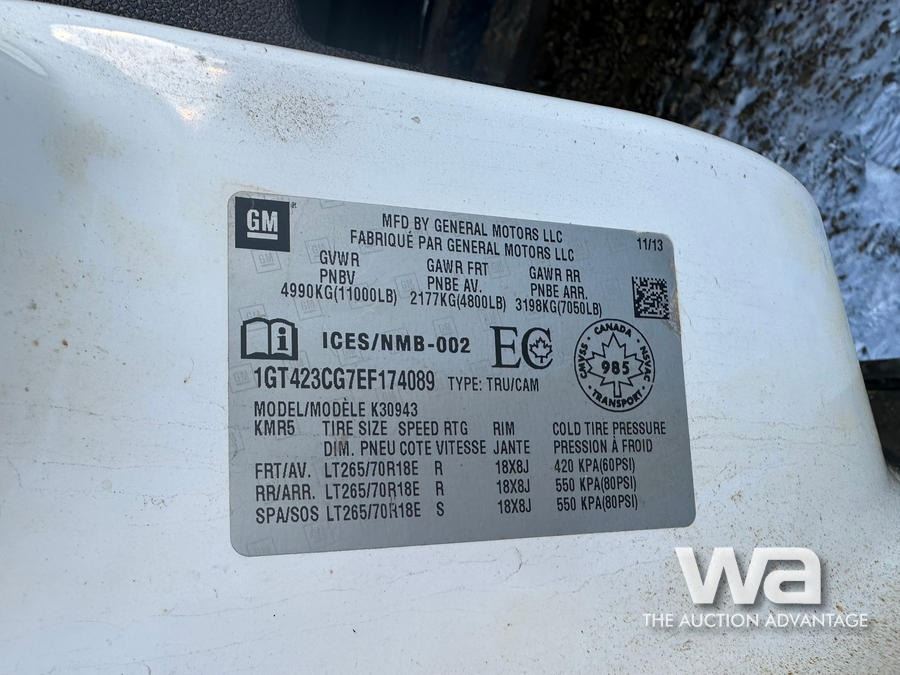 GM
MFD BY GENERAL MOTORS LLC
FABRIQUÉ PAR GENERAL MOTORS LLC
11/13
GVWR GAWR FRT GAWR RR
PNBV PNBE AV. PNBE ARR.
4990KG(11000LB) 2177KG(4800LB) 3198KG(7050LB)
ICES/NMB-002 EC
CANADA
CMVSS 985 NSVAC
TRANSPORT
1GT423CG7EF174089 TYPE: TRU/CAM
MODEL/MODÈLE K30943
KMR5 TIRE SIZE SPEED RTG RIM COLD TIRE PRESSURE
DIM. PNEU COTE VITESSE JANTE PRESSION À FROID
FRT/AV. LT265/70R18E R 18X8J 420 KPA(60PSI)
RR/ARR. LT265/70R18E R 18X8J 550 KPA(80PSI)
SPA/SOS LT265/70R18E S 18X8J 550 KPA(80PSI)
wa
THE AUCTION ADVANTAGE